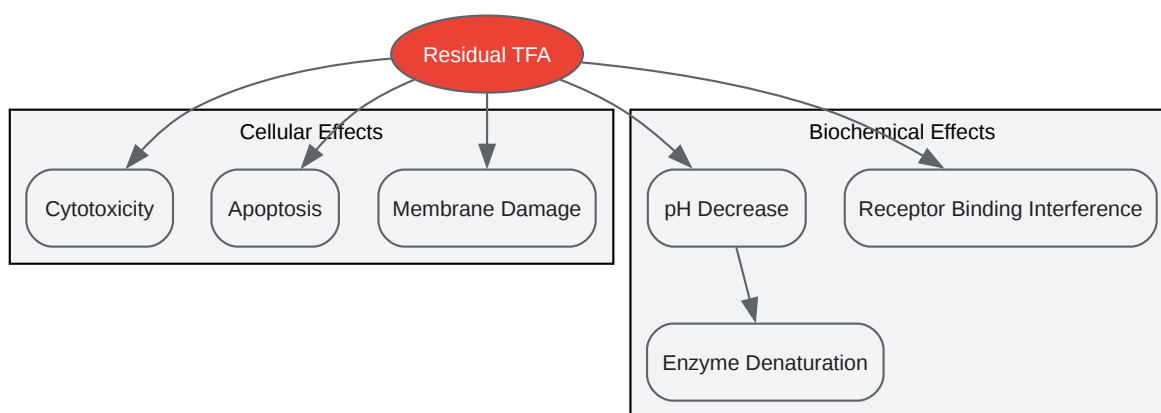 Residual TFA
Cellular Effects
Biochemical Effects
Cytotoxicity
Apoptosis
Membrane Damage
pH Decrease
Receptor Binding Interference
Enzyme Denaturation